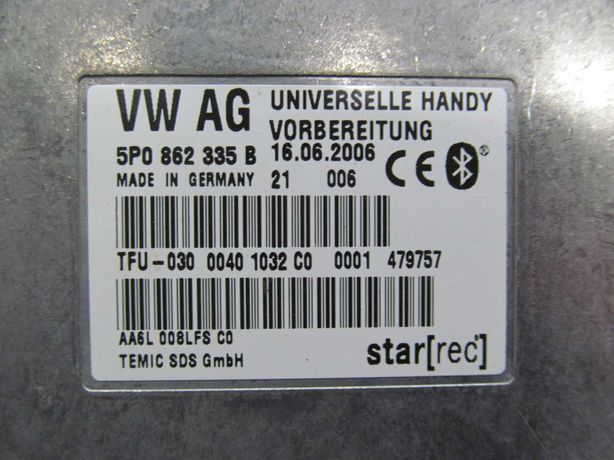 VW AG UNIVERSELLE HANDY
VORBEREITUNG
5P0 862 335 B 16.06.2006
MADE IN GERMANY 21 006 CE
TFU-030 0040 1032 C0 0001 479757
AA6L 008LFS C0
TEMIC SDS GmbH
star[rec]